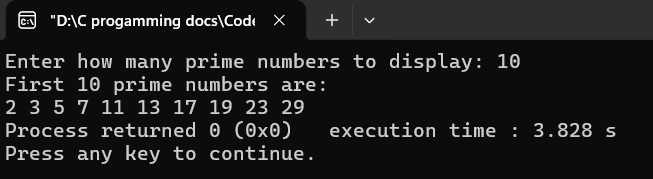 "D:\C progamming docs\Code
Enter how many prime numbers to display: 10
First 10 prime numbers are:
2 3 5 7 11 13 17 19 23 29
Process returned 0 (0x0)   execution time : 3.828 s
Press any key to continue.